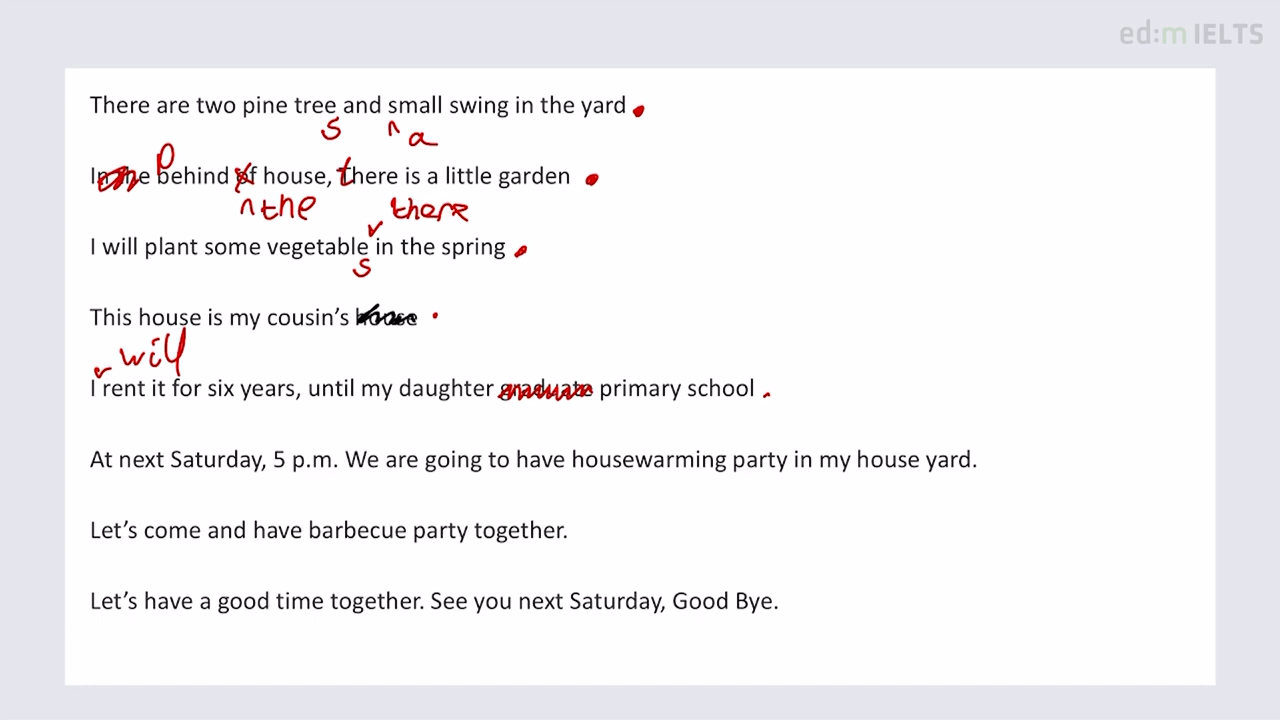 ed:m IELTS
There are two pine tree and small swing in the yard .
s ^ a
In the behind of house, there is a little garden .
^ the there
I will plant some vegetable in the spring .
s
This house is my cousin's house .
will
I rent it for six years, until my daughter graduate primary school .
At next Saturday, 5 p.m. We are going to have housewarming party in my house yard.
Let's come and have barbecue party together.
Let's have a good time together. See you next Saturday, Good Bye.